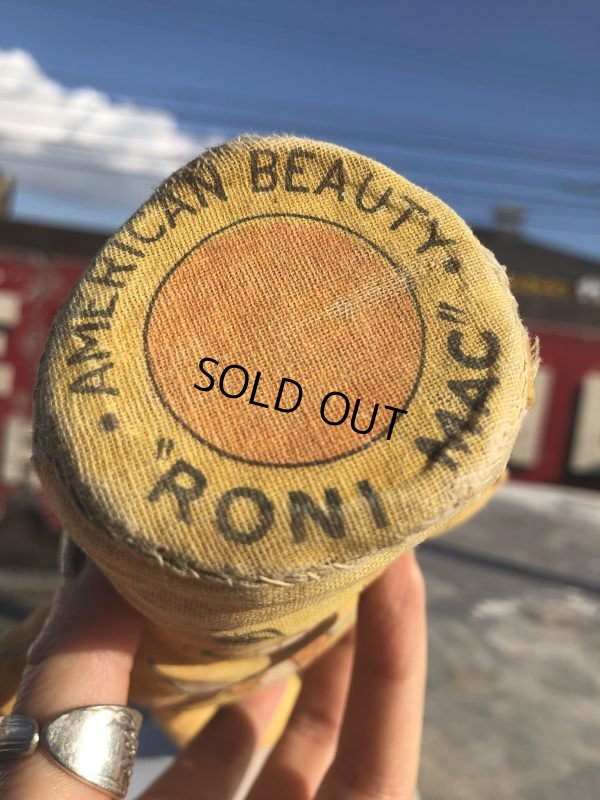 • AMERICAN BEAUTY •
"RONI MAC"
SOLD OUT